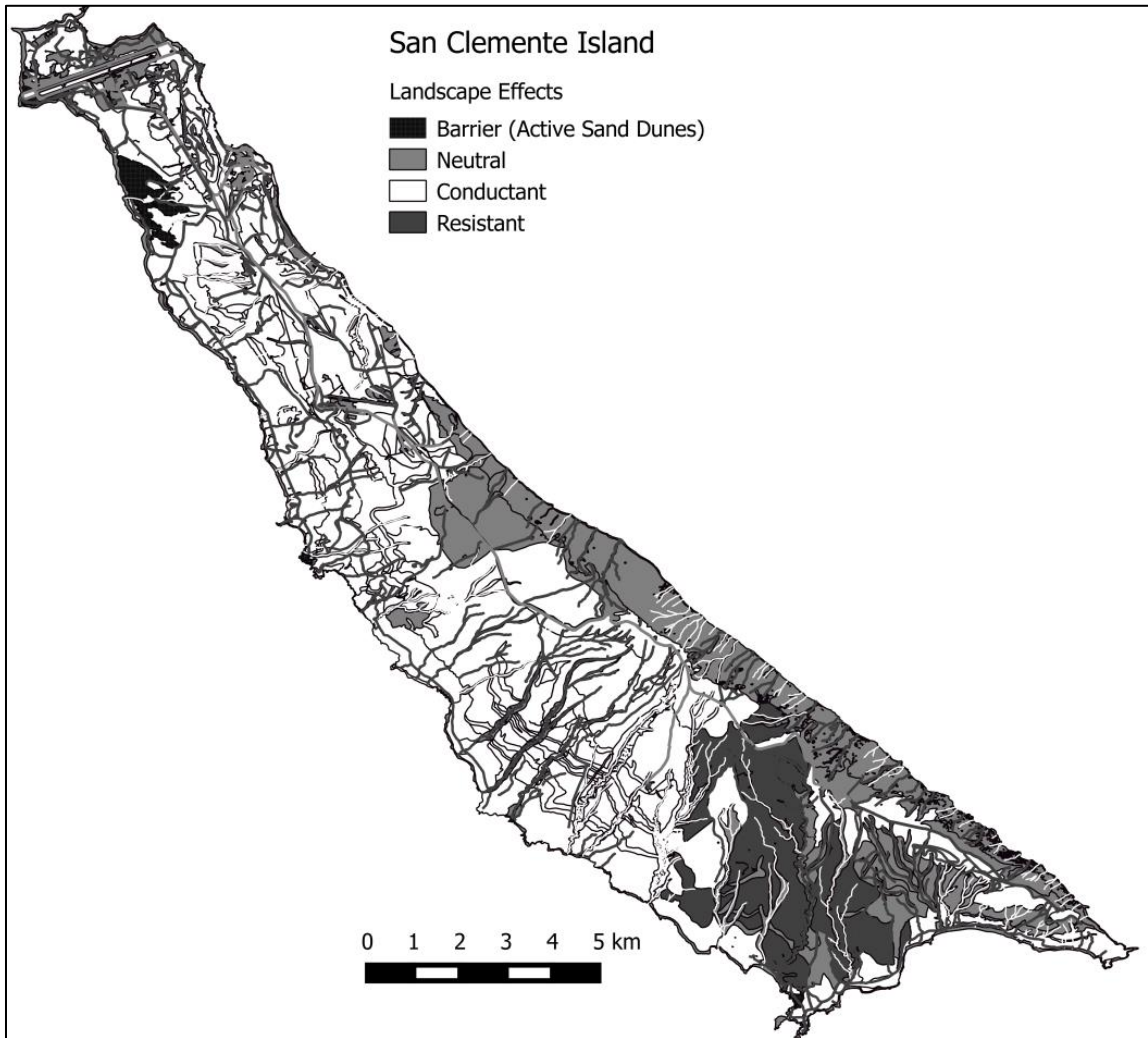 San Clemente Island
Landscape Effects
Barrier (Active Sand Dunes)
Neutral
Conductant
Resistant
0 1 2 3 4 5 km